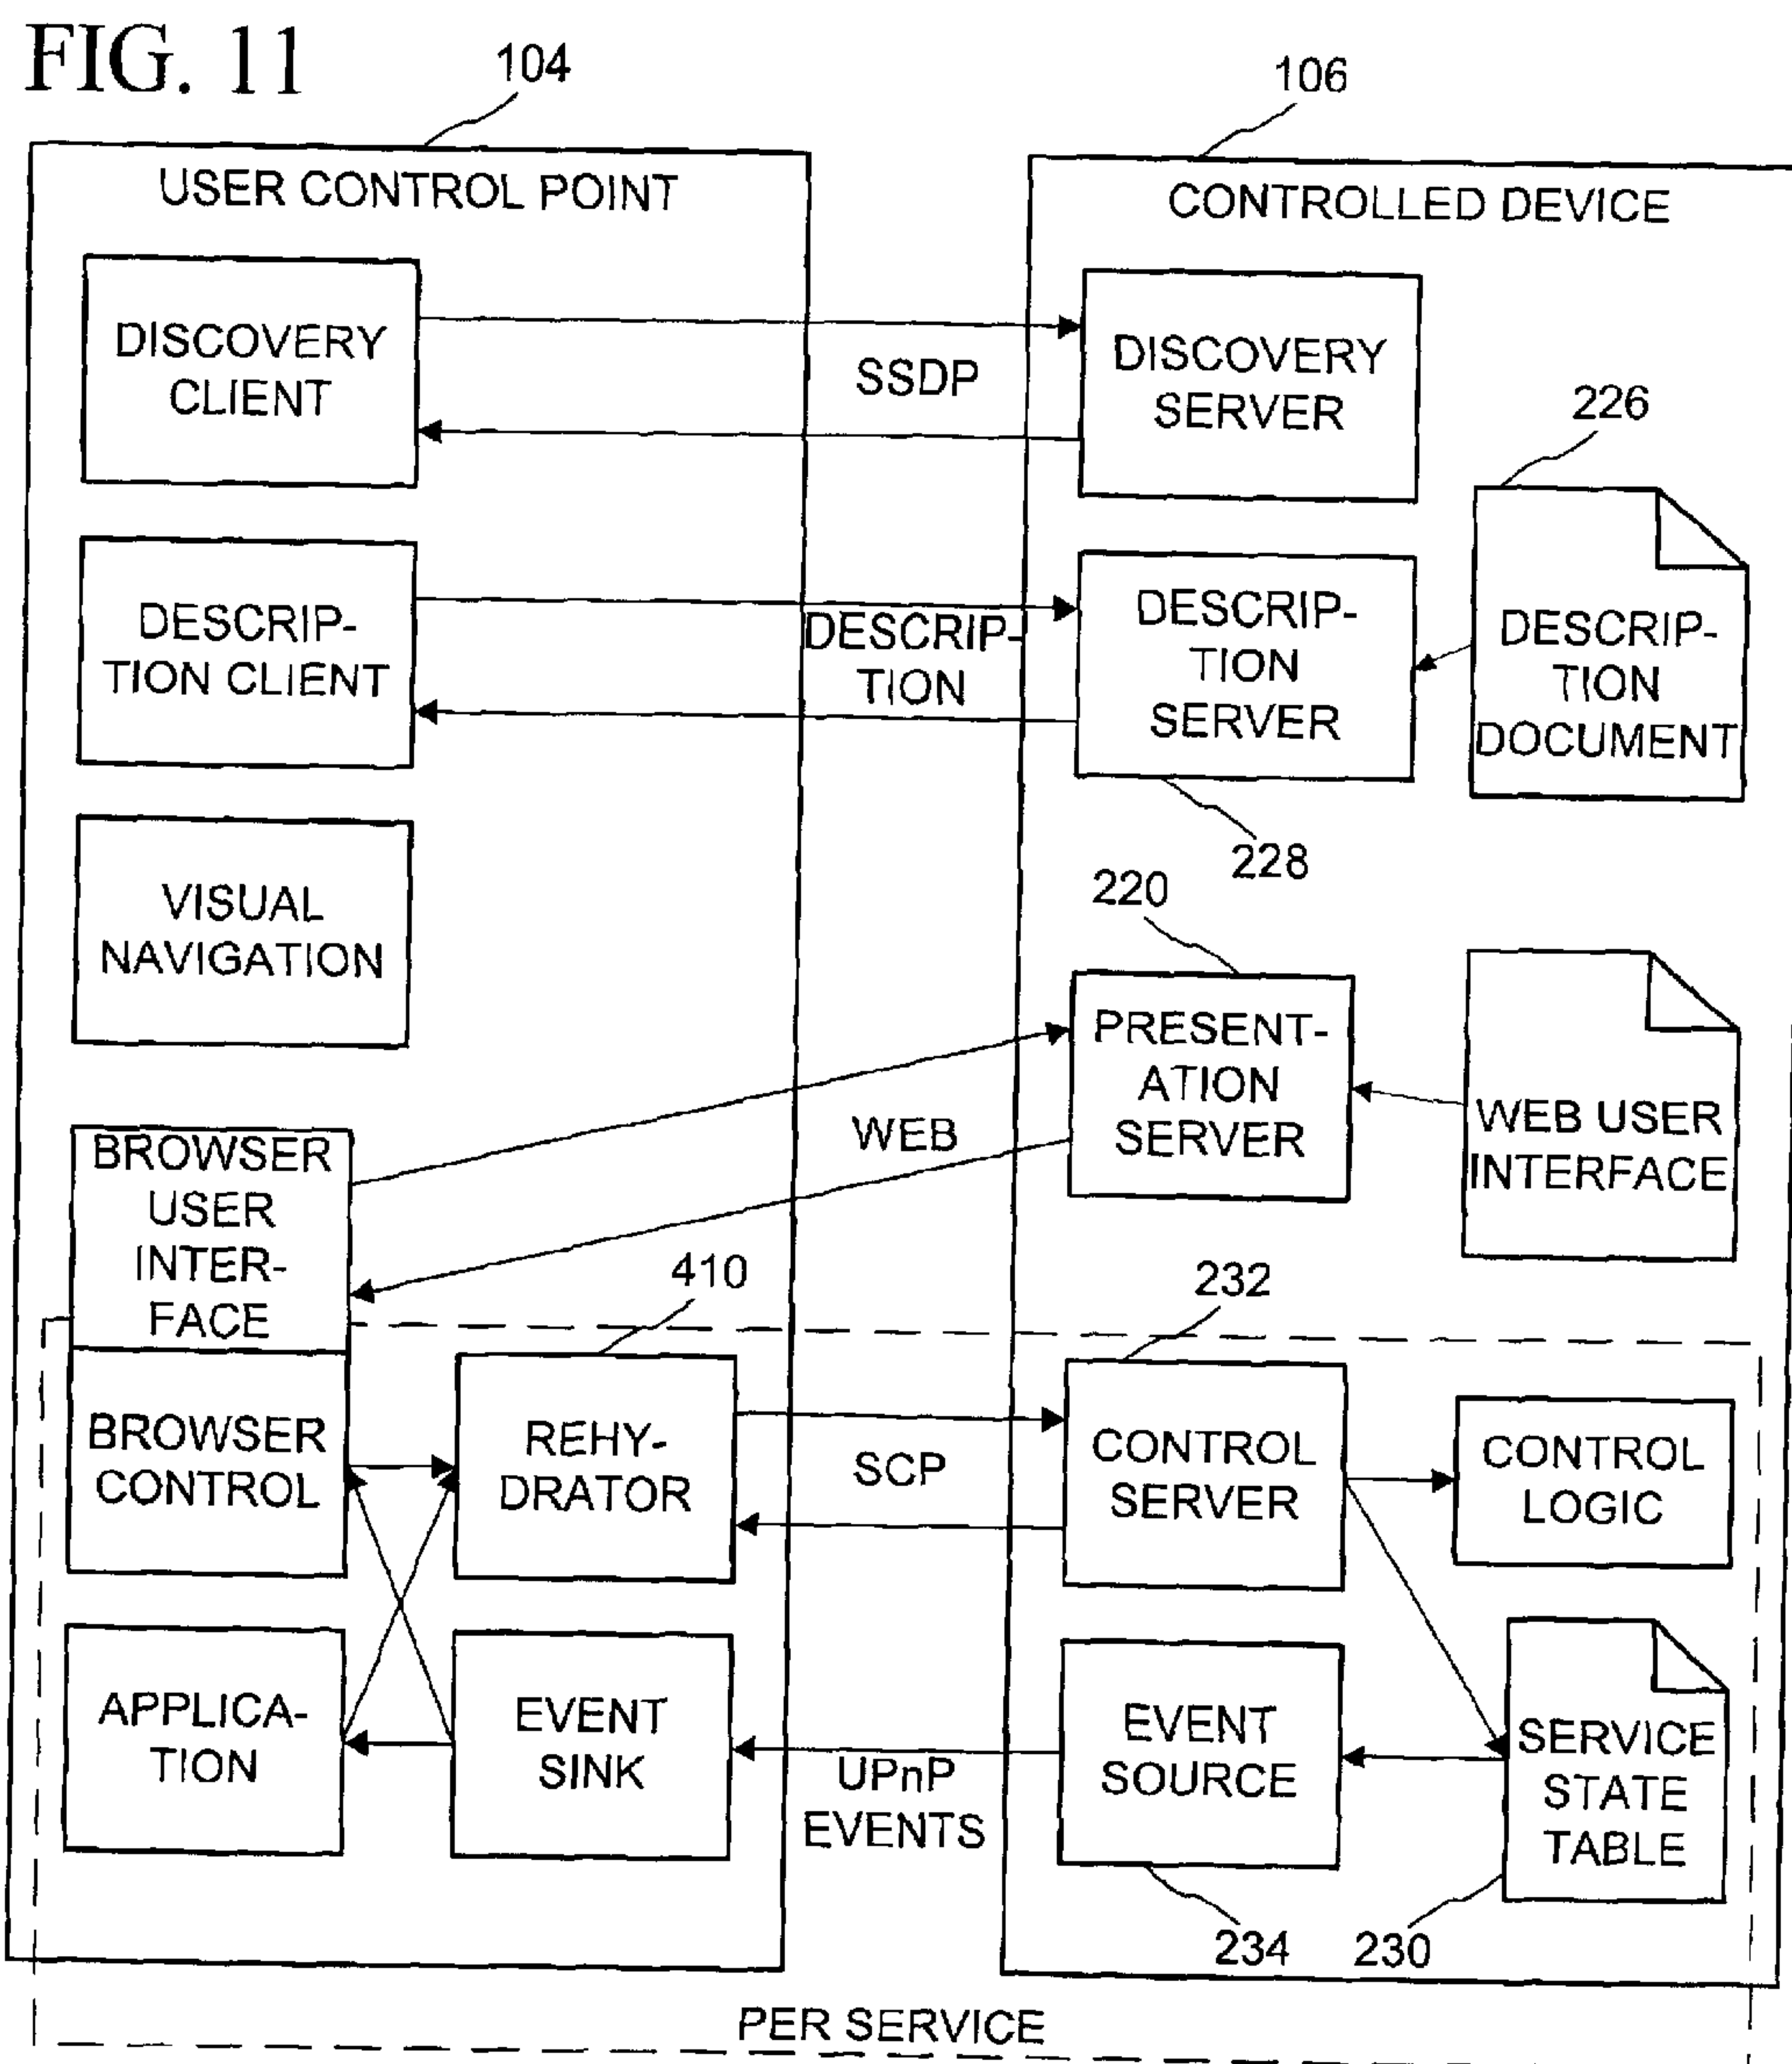 FIG. 11
104
106
USER CONTROL POINT
CONTROLLED DEVICE
DISCOVERY
CLIENT
SSDP
DISCOVERY
SERVER
226
DESCRIP-
TION CLIENT
DESCRIP-
TION
DESCRIP-
TION
SERVER
DESCRIP-
TION
DOCUMENT
228
VISUAL
NAVIGATION
220
PRESENT-
ATION
SERVER
WEB USER
INTERFACE
WEB
BROWSER
USER
INTER-
FACE
410
232
BROWSER
CONTROL
REHY-
DRATOR
SCP
CONTROL
SERVER
CONTROL
LOGIC
APPLICA-
TION
EVENT
SINK
UPnP
EVENTS
EVENT
SOURCE
SERVICE
STATE
TABLE
234
230
PER SERVICE